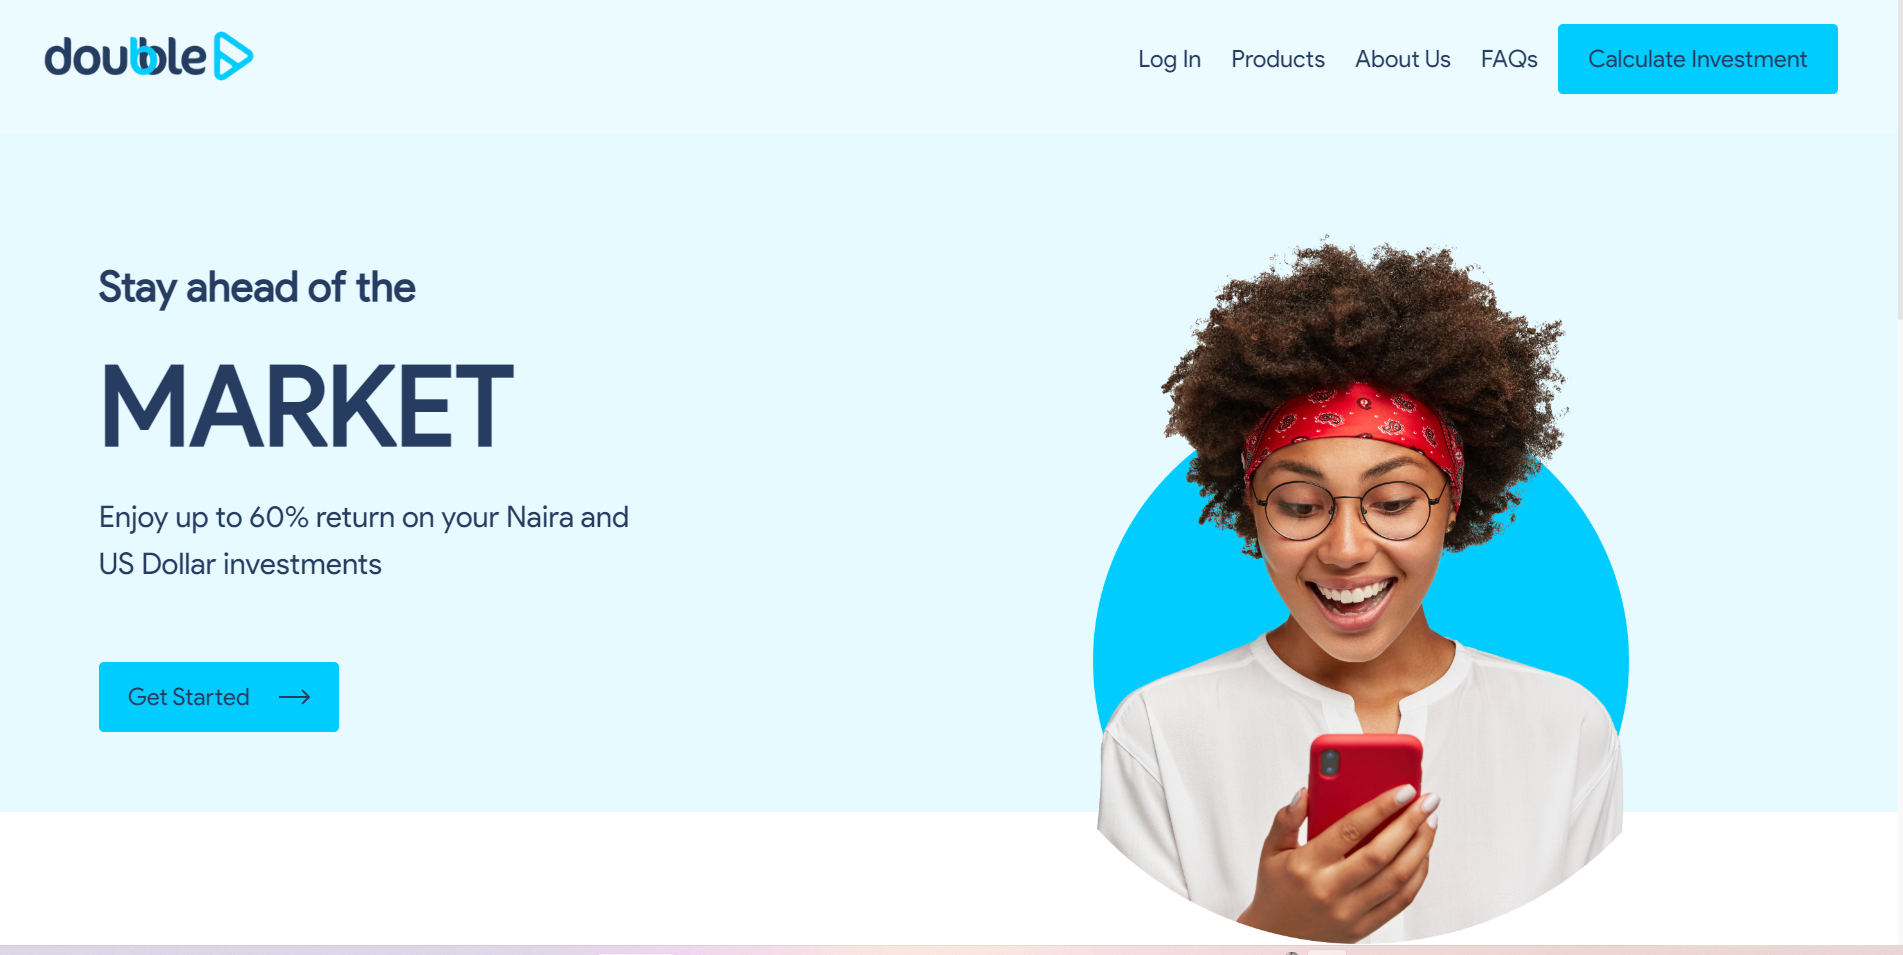 doubble
Log In
Products
About Us
FAQs
Calculate Investment
Stay ahead of the
MARKET
Enjoy up to 60% return on your Naira and
US Dollar investments
Get Started